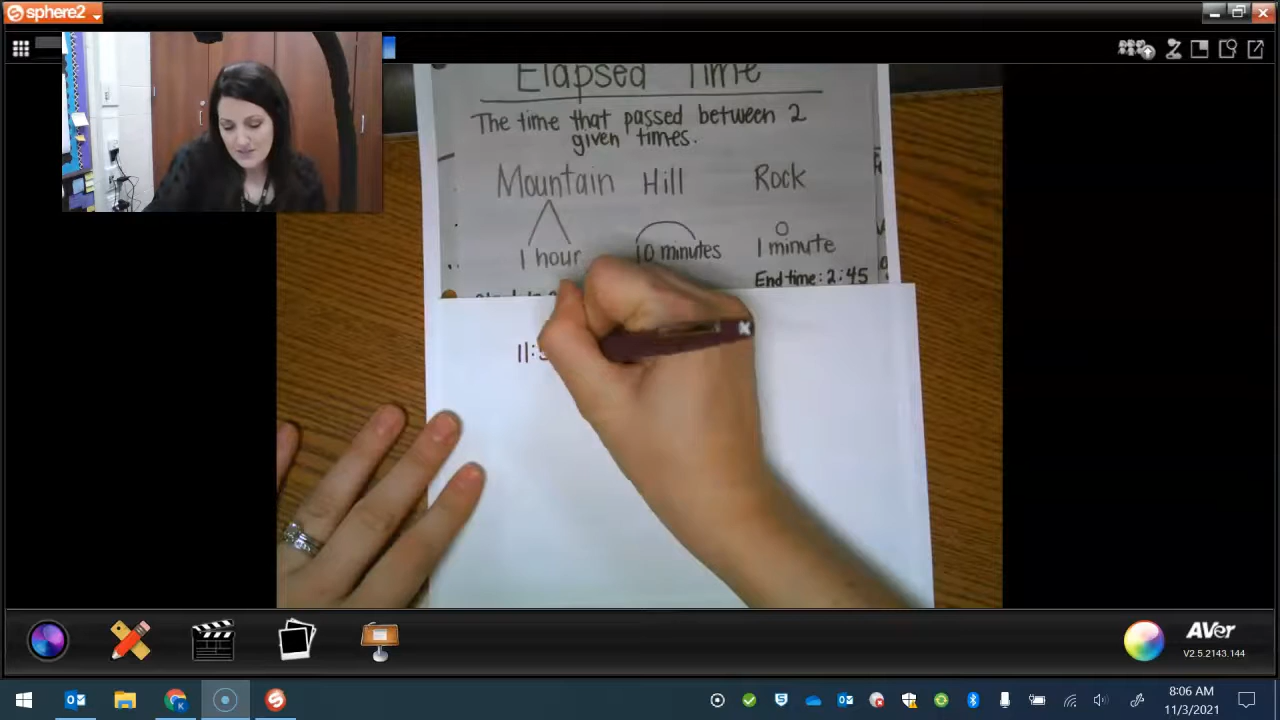 sphere2
Elapsed Time
The time that passed between 2
given times.
Mountain Hill Rock
1 hour 10 minutes 1 minute
End time: 2:45
11:
AVer
V2.5.2143.144
8:06 AM
11/3/2021